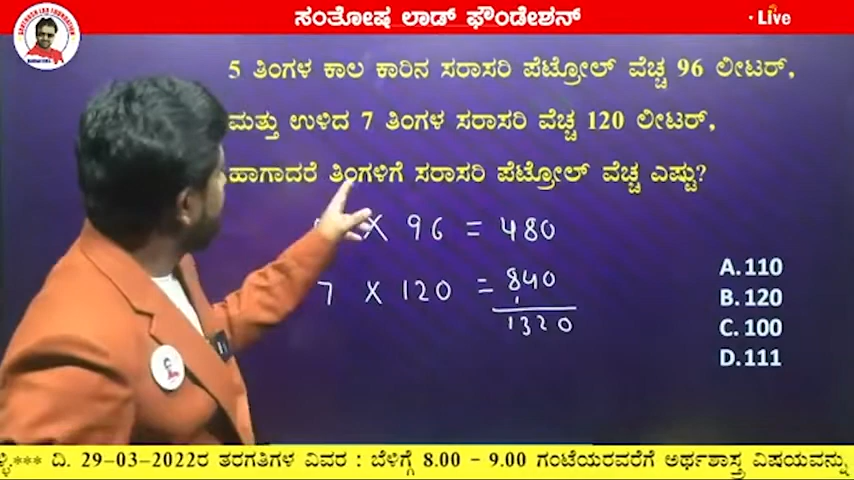 ಸಂತೋಷ ಲಾಡ್ ಫೌಂಡೇಶನ್
Live
5 ತಿಂಗಳ ಕಾಲ ಕಾರಿನ ಸರಾಸರಿ ಪೆಟ್ರೋಲ್ ವೆಚ್ಚ 96 ಲೀಟರ್,
ಮತ್ತು ಉಳಿದ 7 ತಿಂಗಳ ಸರಾಸರಿ ವೆಚ್ಚ 120 ಲೀಟರ್,
ಹಾಗಾದರೆ ತಿಂಗಳಿಗೆ ಸರಾಸರಿ ಪೆಟ್ರೋಲ್ ವೆಚ್ಚ ಎಷ್ಟು?
X 96 = 480
7 X 120 = 840
1320
A. 110
B. 120
C. 100
D. 111
*** ದಿ. 29-03-2022ರ ತರಗತಿಗಳ ವಿವರ : ಬೆಳಿಗ್ಗೆ 8.00 - 9.00 ಗಂಟೆಯರವರೆಗೆ ಅರ್ಥಶಾಸ್ತ್ರ ವಿಷಯವನ್ನು